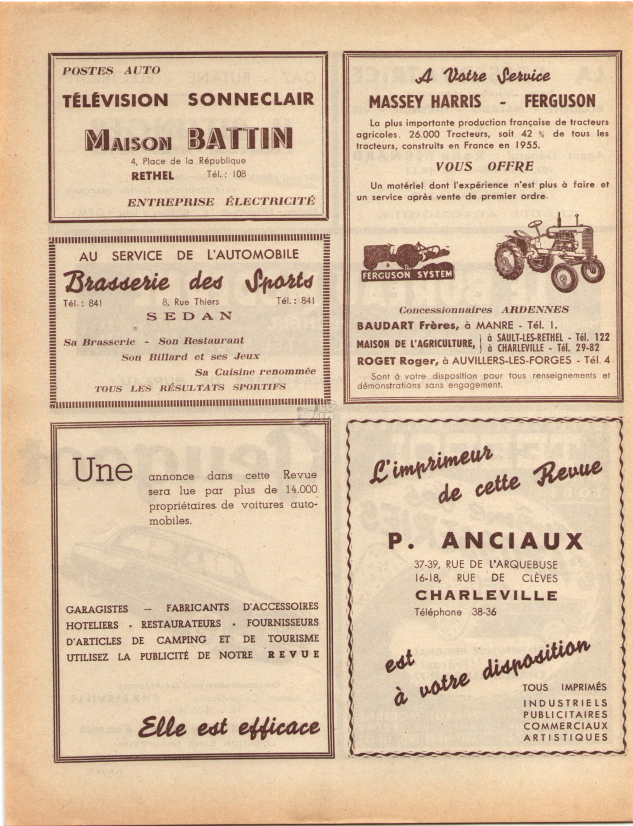 POSTES AUTO
TÉLÉVISION SONNECLAIR
MAISON BATTIN
4, Place de la République
RETHEL Tél. : 108
ENTREPRISE ÉLECTRICITÉ
AU SERVICE DE L'AUTOMOBILE
Brasserie des Sports
Tél. : 841 8, Rue Thiers Tél. : 841
SEDAN
Sa Brasserie - Son Restaurant
Son Billard et ses Jeux
Sa Cuisine renommée
TOUS LES RÉSULTATS SPORTIFS
Une annonce dans cette Revue
sera lue par plus de 14.000
propriétaires de voitures auto-
mobiles.
GARAGISTES — FABRICANTS D'ACCESSOIRES
HOTELIERS - RESTAURATEURS - FOURNISSEURS
D'ARTICLES DE CAMPING ET DE TOURISME
UTILISEZ LA PUBLICITÉ DE NOTRE REVUE
Elle est efficace
A Votre Service
MASSEY HARRIS - FERGUSON
La plus importante production française de tracteurs
agricoles. 26.000 Tracteurs, soit 42 % de tous les
tracteurs, construits en France en 1955.
VOUS OFFRE
Un matériel dont l'expérience n'est plus à faire et
un service après vente de premier ordre.
FERGUSON SYSTEM
Concessionnaires ARDENNES
BAUDART Frères, à MANRE - Tél. 1.
MAISON DE L'AGRICULTURE, à SAULT-LES-RETHEL - Tél. 122
à CHARLEVILLE - Tél. 29-82
ROGET Roger, à AUVILLERS-LES-FORGES - Tél. 4
Sont à votre disposition pour tous renseignements et
démonstrations sans engagement.
L'imprimeur
de cette Revue
P. ANCIAUX
37-39, RUE DE L'ARQUEBUSE
16-18, RUE DE CLÈVES
CHARLEVILLE
Téléphone 38-36
est
à votre disposition
TOUS IMPRIMÉS
INDUSTRIELS
PUBLICITAIRES
COMMERCIAUX
ARTISTIQUES